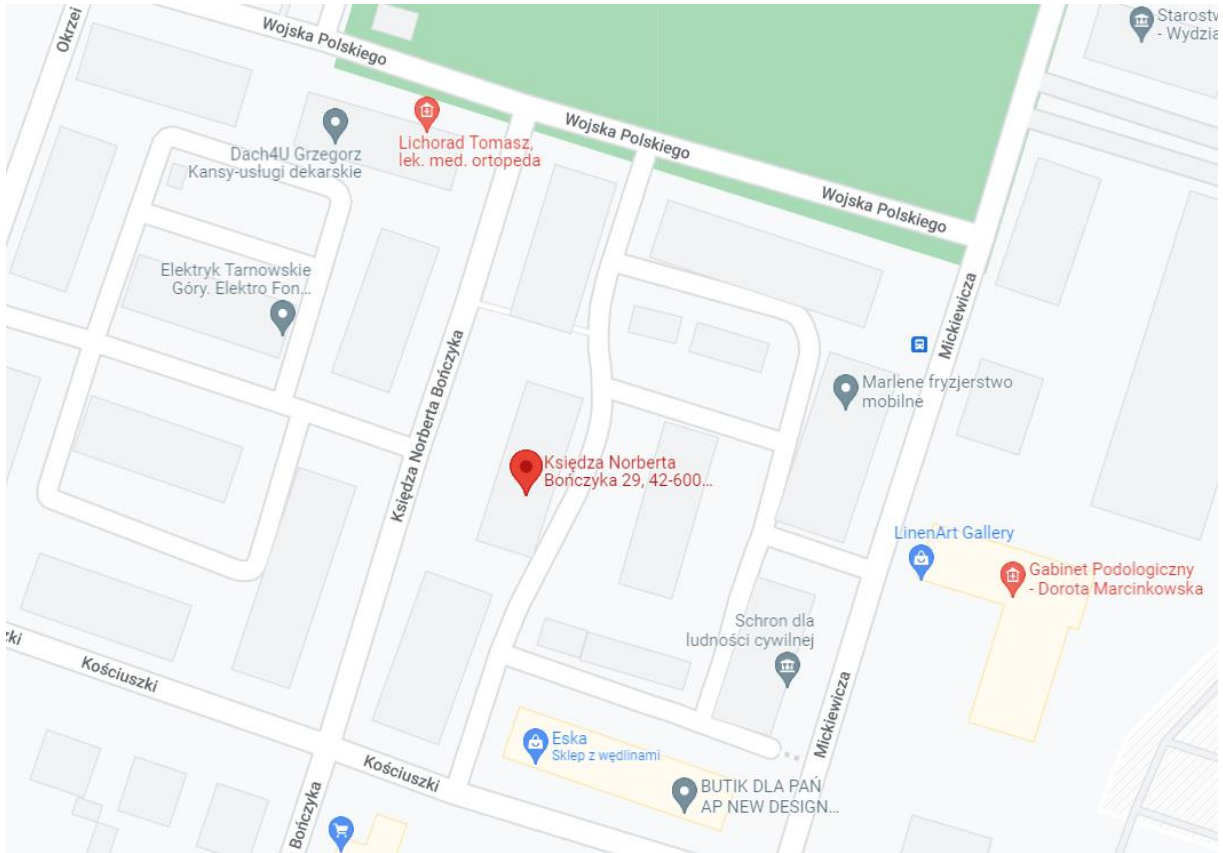 Okrzei
Wojska Polskiego
Starostw
- Wydzia
Dach4U Grzegorz
Kansy-usługi dekarskie
Lichorad Tomasz,
lek. med. ortopeda
Wojska Polskiego
Wojska Polskiego
Elektryk Tarnowskie
Góry. Elektro Fon...
Mickiewicza
Księdza Norberta Bończyka
Marlene fryzjerstwo
mobilne
Księdza Norberta
Bończyka 29, 42-600...
LinenArt Gallery
Gabinet Podologiczny
- Dorota Marcinkowska
Schron dla
ludności cywilnej
zki
Kościuszki
Mickiewicza
Eska
Sklep z wędlinami
Kościuszki
BUTIK DLA PAŃ
AP NEW DESIGN...
Bończyka